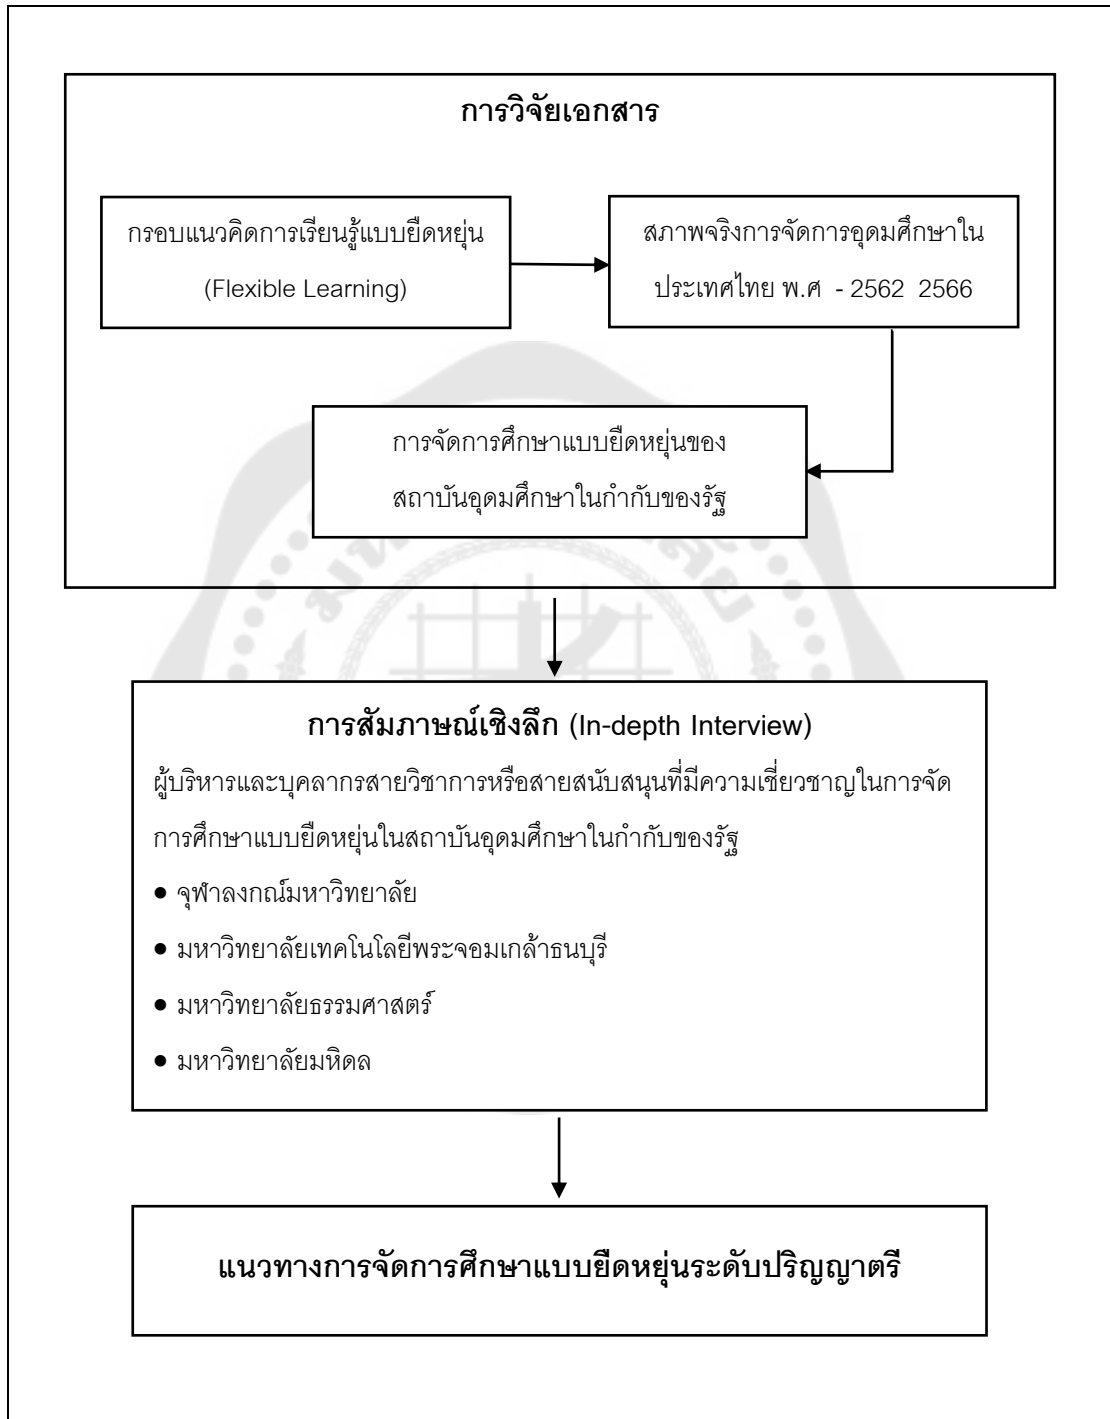 การวิจัยเอกสาร
กรอบแนวคิดการเรียนรู้แบบยืดหยุ่น
(Flexible Learning)
สภาพจริงการจัดการอุดมศึกษาใน
ประเทศไทย พ.ศ - 2562 2566
การจัดการศึกษาแบบยืดหยุ่นของ
สถาบันอุดมศึกษาในกำกับของรัฐ
การสัมภาษณ์เชิงลึก (In-depth Interview)
ผู้บริหารและบุคลากรสายวิชาการหรือสายสนับสนุนที่มีความเชี่ยวชาญในการจัด
การศึกษาแบบยืดหยุ่นในสถาบันอุดมศึกษาในกำกับของรัฐ
● จุฬาลงกรณ์มหาวิทยาลัย
● มหาวิทยาลัยเทคโนโลยีพระจอมเกล้าธนบุรี
● มหาวิทยาลัยธรรมศาสตร์
● มหาวิทยาลัยมหิดล
แนวทางการจัดการศึกษาแบบยืดหยุ่นระดับปริญญาตรี